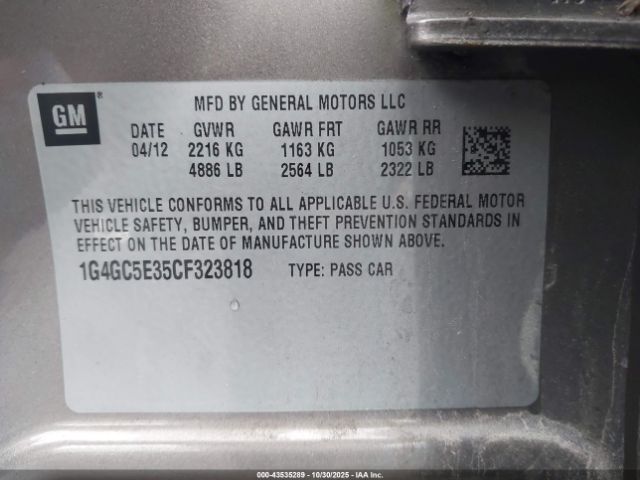 GM®
MFD BY GENERAL MOTORS LLC
DATE GVWR GAWR FRT GAWR RR
04/12 2216 KG 1163 KG 1053 KG
4886 LB 2564 LB 2322 LB
THIS VEHICLE CONFORMS TO ALL APPLICABLE U.S. FEDERAL MOTOR
VEHICLE SAFETY, BUMPER, AND THEFT PREVENTION STANDARDS IN
EFFECT ON THE DATE OF MANUFACTURE SHOWN ABOVE.
1G4GC5E35CF323818 TYPE: PASS CAR
000-43535289 - 10/30/2025 - IAA Inc.